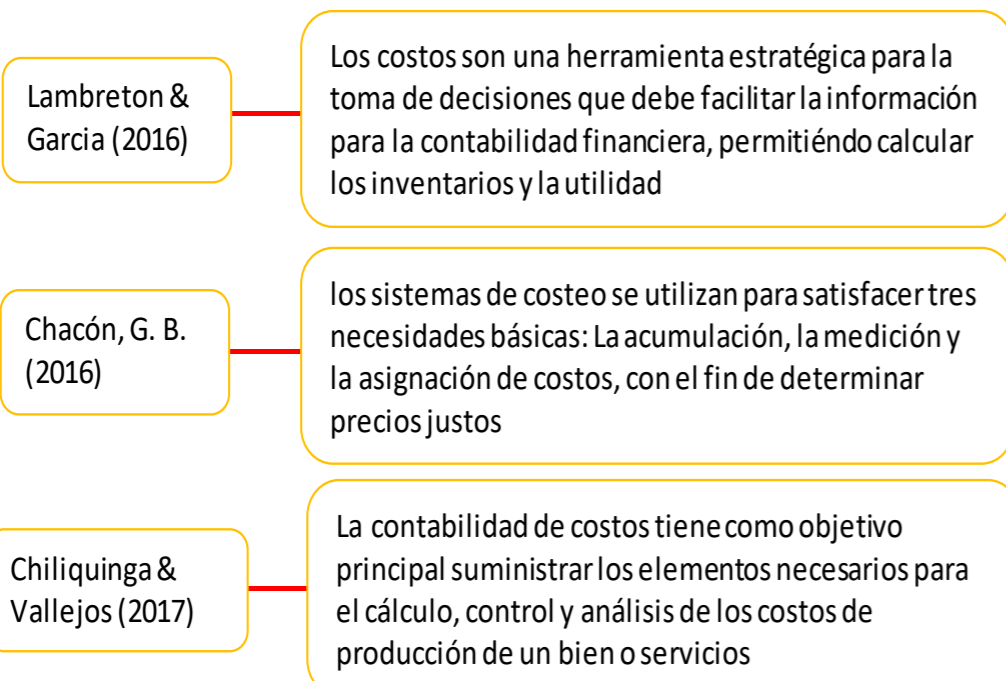 Lambreton &
Garcia (2016)
Los costos son una herramienta estratégica para la
toma de decisiones que debe facilitar la información
para la contabilidad financiera, permitiéndo calcular
los inventarios y la utilidad
Chacón, G. B.
(2016)
los sistemas de costeo se utilizan para satisfacer tres
necesidades básicas: La acumulación, la medición y
la asignación de costos, con el fin de determinar
precios justos
Chiliquinga &
Vallejos (2017)
La contabilidad de costos tiene como objetivo
principal suministrar los elementos necesarios para
el cálculo, control y análisis de los costos de
producción de un bien o servicios